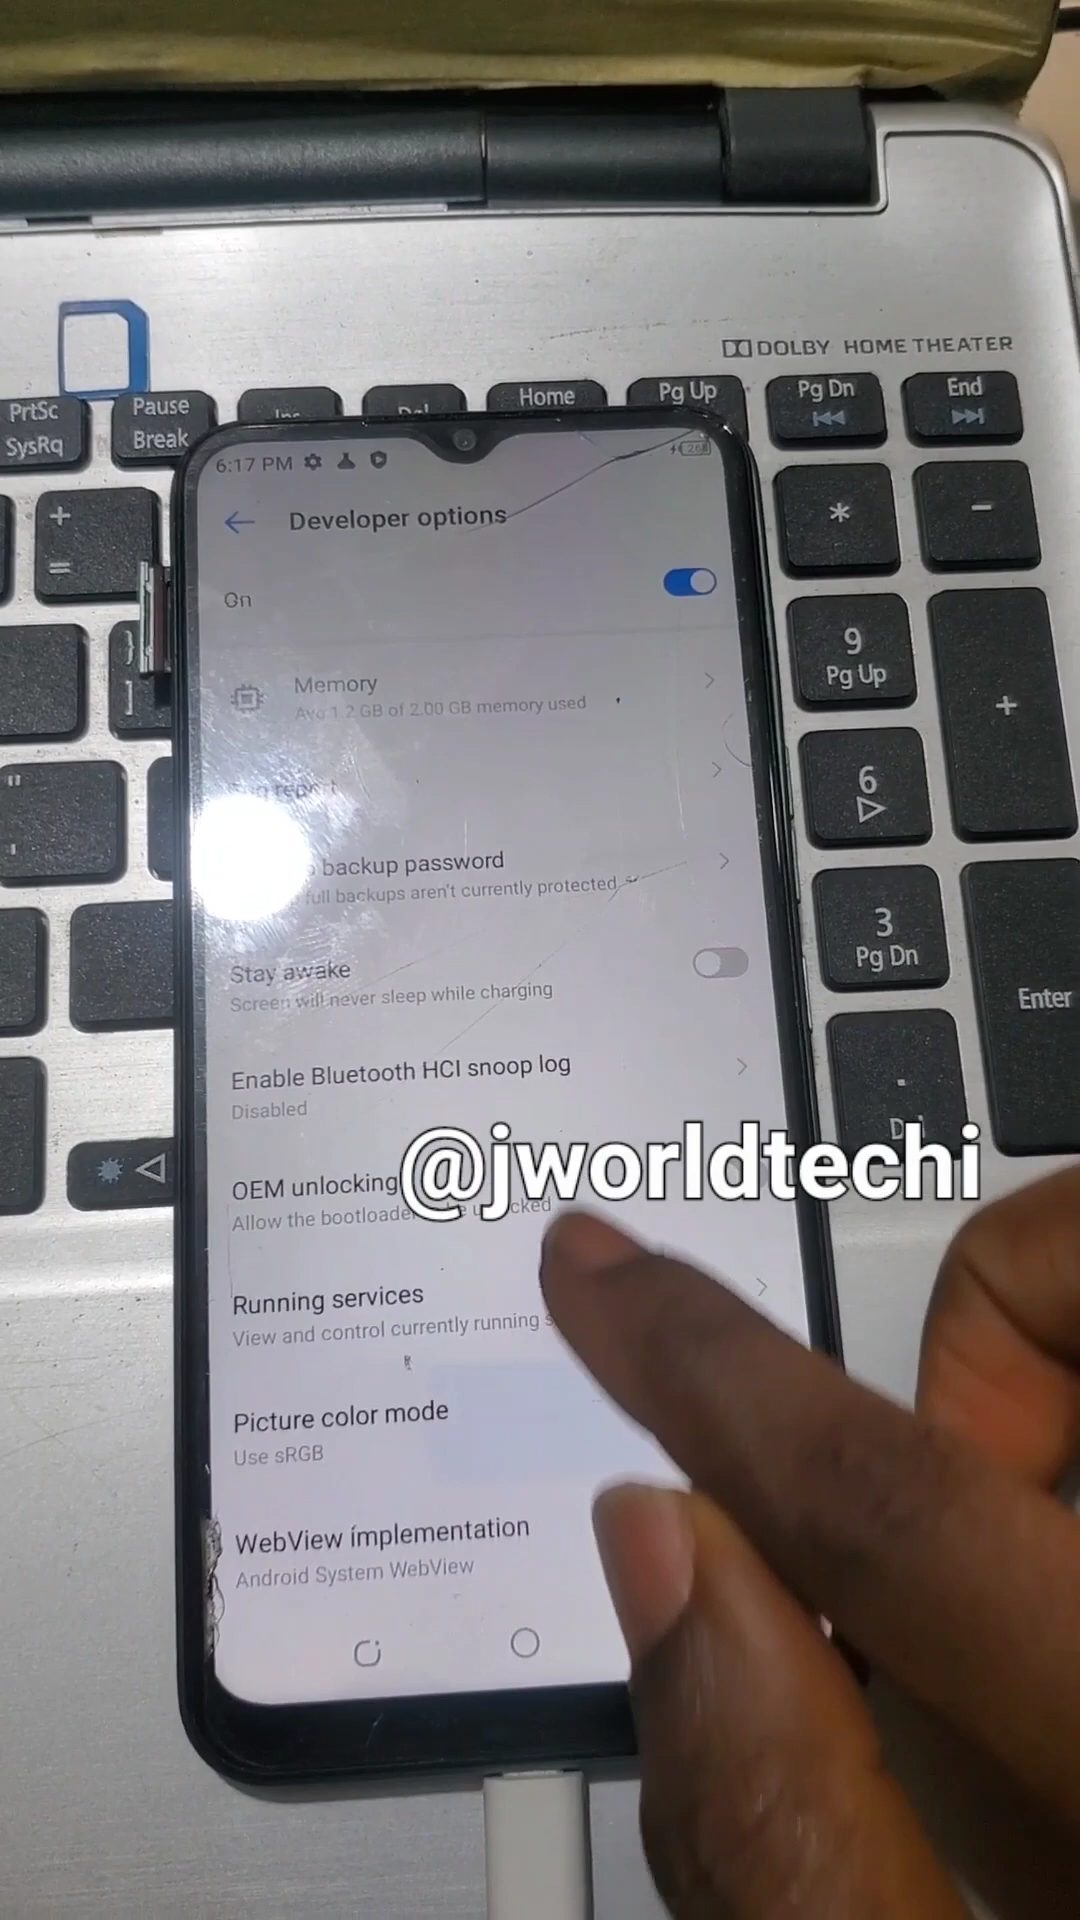 DOLBY HOME THEATER
PrtSc
SysRq
Pause
Break
Home
Pg Up
Pg Dn
End
6:17 PM
Developer options
On
Memory
Avg 1.2 GB of 2.00 GB memory used
report
backup password
full backups aren't currently protected
Stay awake
Screen will never sleep while charging
Enable Bluetooth HCI snoop log
Disabled
OEM unlocking
@jworldtechi
Allow the bootloader
Running services
View and control currently running
Picture color mode
Use sRGB
WebView implementation
Android System WebView
+
=
*
-
}
]
9
Pg Up
+
"
'
6
3
Pg Dn
Enter
.